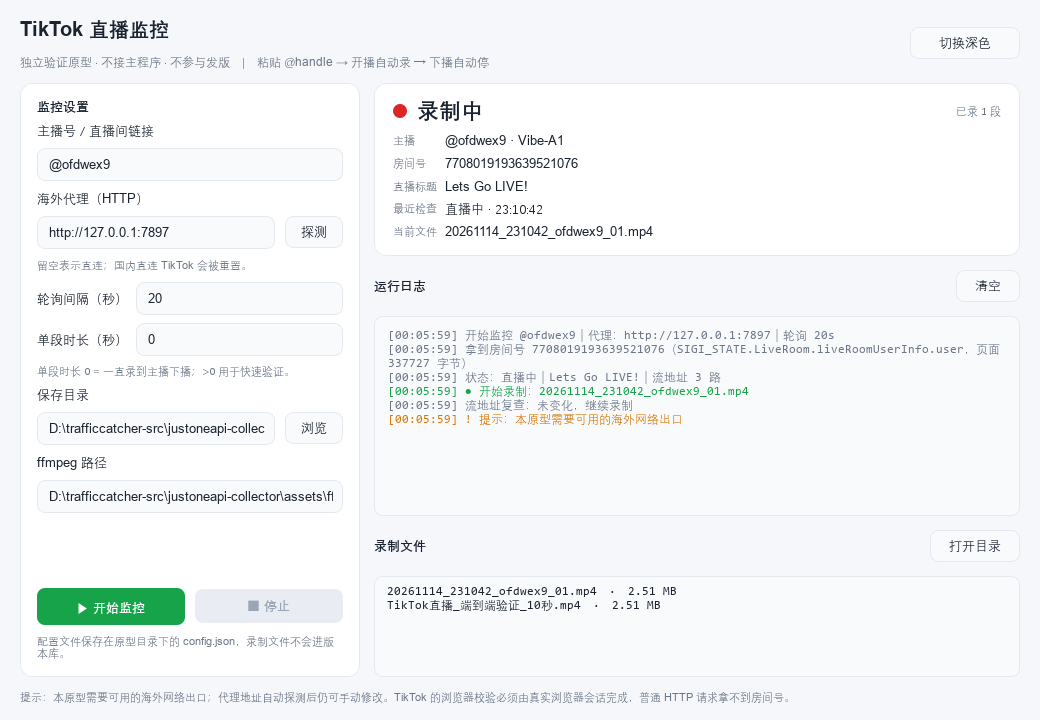 TikTok 直播监控
切换深色
独立验证原型 · 不接主程序 · 不参与发版 | 粘贴 @handle → 开播自动录 → 下播自动停
监控设置
主播号 / 直播间链接
@ofdwex9
海外代理（HTTP）
http://127.0.0.1:7897
探测
留空表示直连；国内直连 TikTok 会被重置。
轮询间隔（秒）
20
单段时长（秒）
0
单段时长 0 = 一直录到主播下播；>0 用于快速验证。
保存目录
D:\trafficcatcher-src\justoneapi-collec
浏览
ffmpeg 路径
D:\trafficcatcher-src\justoneapi-collector\assets\ff
▶ 开始监控
■ 停止
配置文件保存在原型目录下的 config.json，录制文件不会进版
本库。
录制中
已录 1 段
主播 @ofdwex9 · Vibe-A1
房间号 7708019193639521076
直播标题 Lets Go LIVE!
最近检查 直播中 · 23:10:42
当前文件 20261114_231042_ofdwex9_01.mp4
运行日志
清空
[00:05:59] 开始监控 @ofdwex9 | 代理：http://127.0.0.1:7897 | 轮询 20s
[00:05:59] 拿到房间号 7708019193639521076（SIGI_STATE.LiveRoom.liveRoomUserInfo.user，页面
337727 字节）
[00:05:59] 状态：直播中 | Lets Go LIVE! | 流地址 3 路
[00:05:59] ● 开始录制：20261114_231042_ofdwex9_01.mp4
[00:05:59] 流地址复查：未变化，继续录制
[00:05:59] ! 提示：本原型需要可用的海外网络出口
录制文件
打开目录
20261114_231042_ofdwex9_01.mp4 · 2.51 MB
TikTok直播_端到端验证_10秒.mp4 · 2.51 MB
提示：本原型需要可用的海外网络出口；代理地址自动探测后仍可手动修改。TikTok 的浏览器校验必须由真实浏览器会话完成，普通 HTTP 请求拿不到房间号。